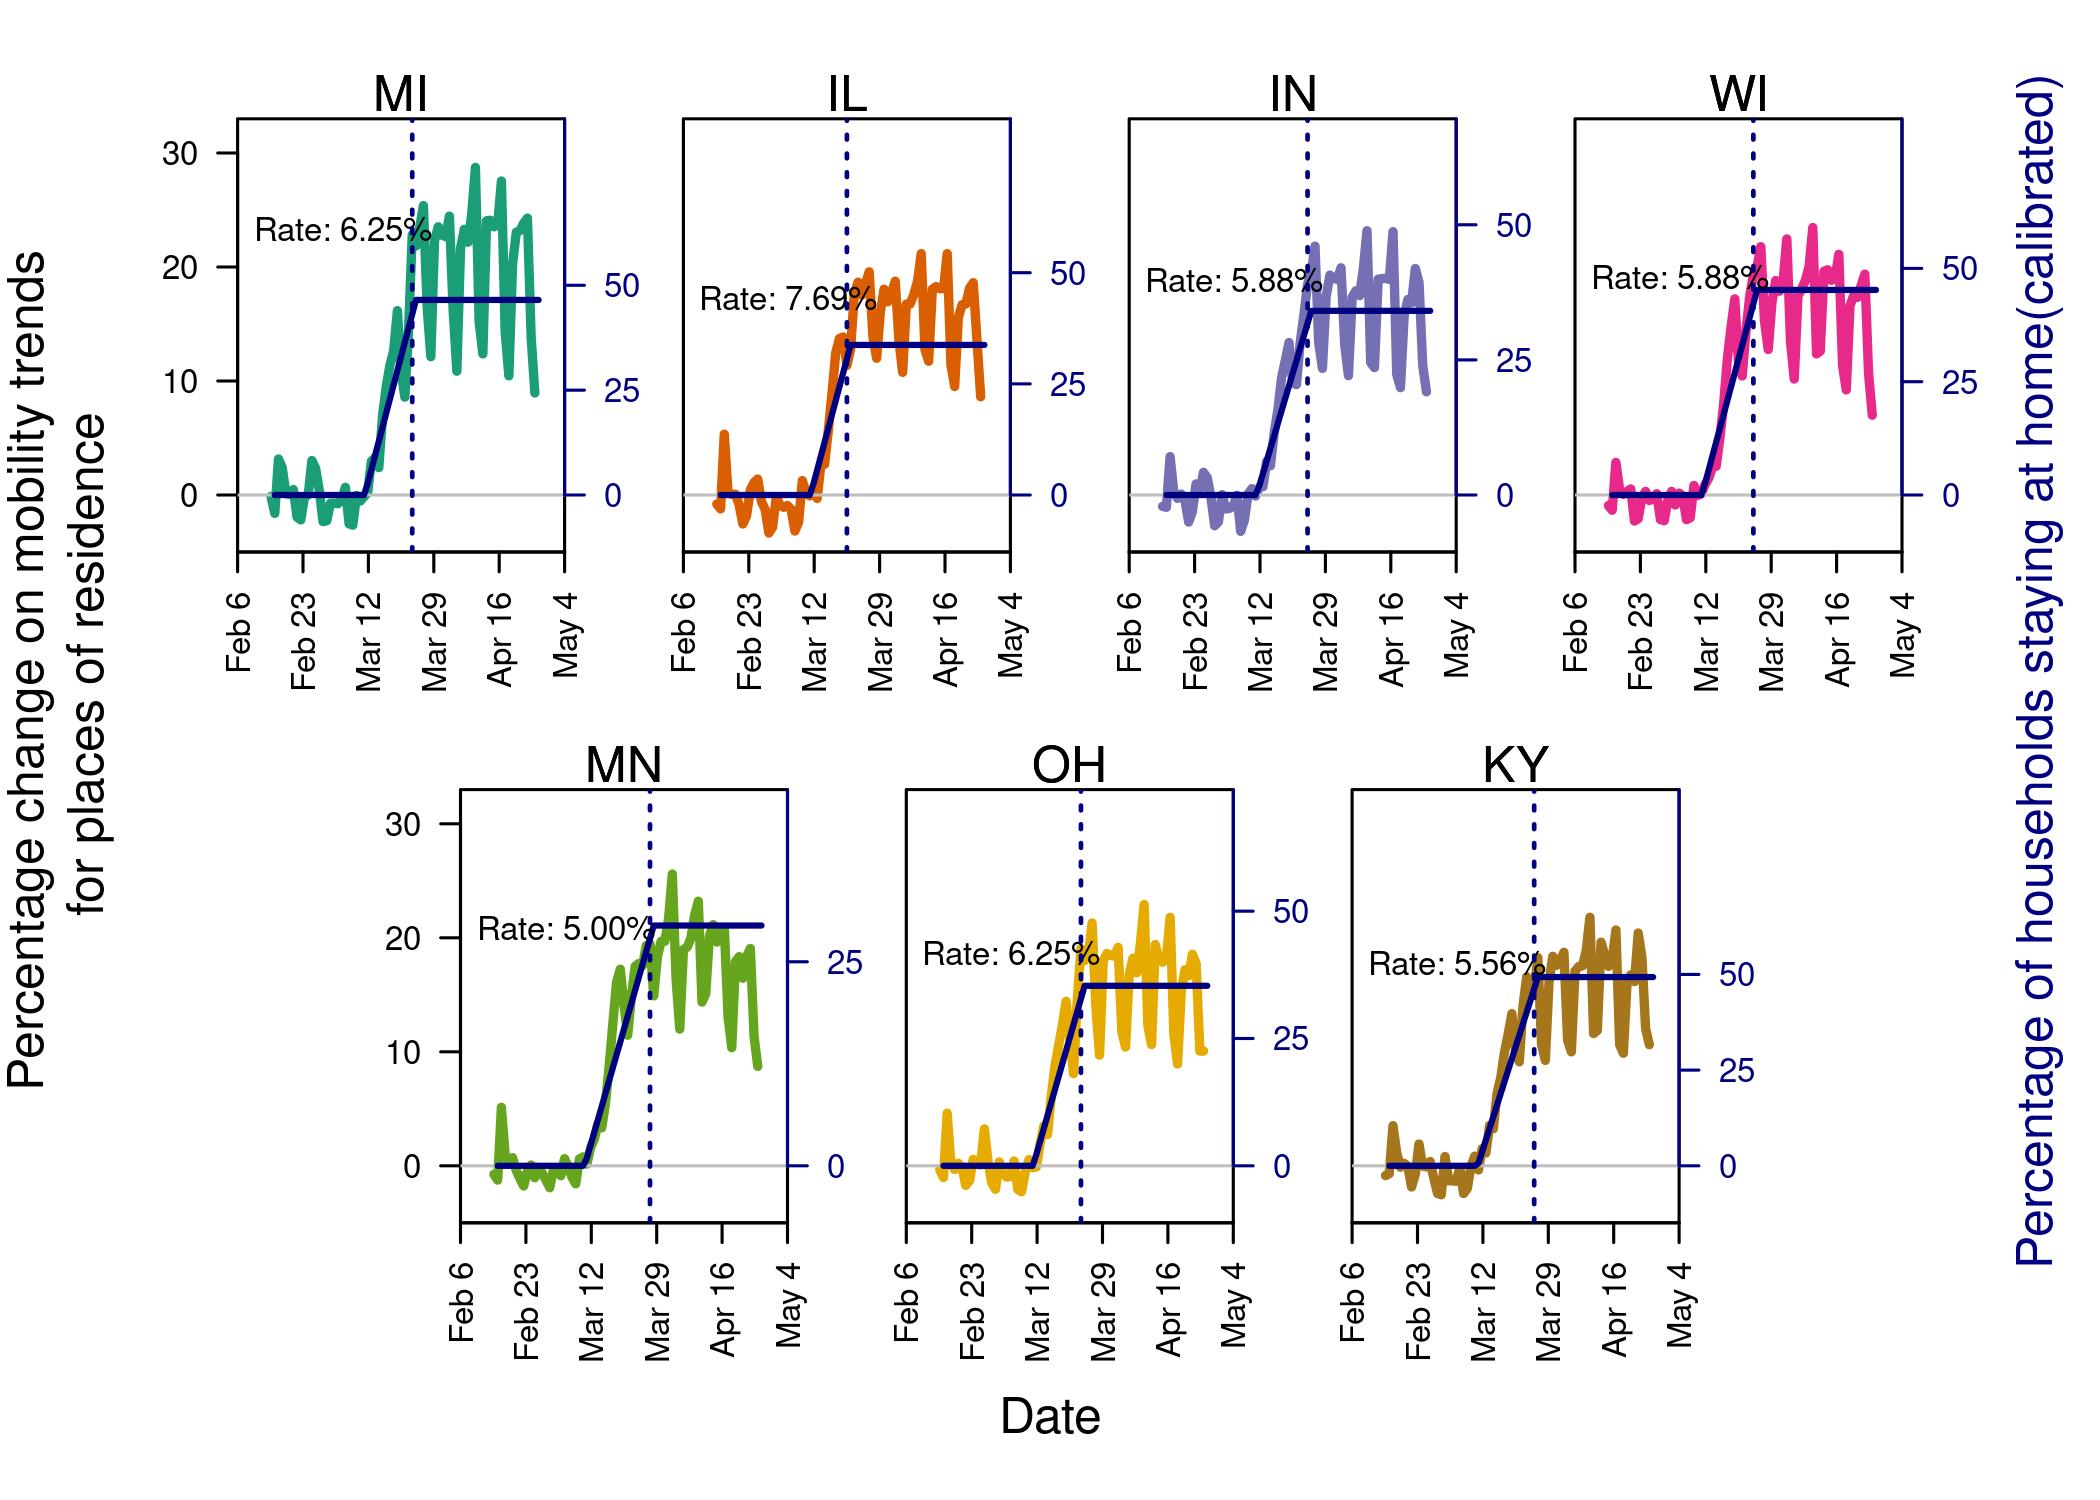 Percentage change on mobility trends
for places of residence
MI
IL
IN
WI
30
20
10
0
Rate: 6.25%
50
25
0
Rate: 7.69%
50
25
0
Rate: 5.88%
50
25
0
Rate: 5.88%
50
25
0
Feb 6
Feb 23
Mar 12
Mar 29
Apr 16
May 4
Feb 6
Feb 23
Mar 12
Mar 29
Apr 16
May 4
Feb 6
Feb 23
Mar 12
Mar 29
Apr 16
May 4
Feb 6
Feb 23
Mar 12
Mar 29
Apr 16
May 4
MN
OH
KY
30
20
10
0
Rate: 5.00%
25
0
Rate: 6.25%
50
25
0
Rate: 5.56%
50
25
0
Feb 6
Feb 23
Mar 12
Mar 29
Apr 16
May 4
Feb 6
Feb 23
Mar 12
Mar 29
Apr 16
May 4
Feb 6
Feb 23
Mar 12
Mar 29
Apr 16
May 4
Date
Percentage of households staying at home(calibrated)